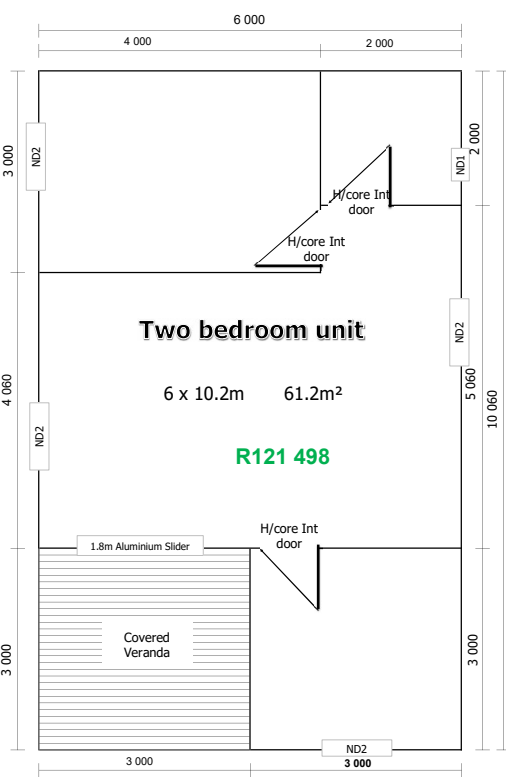 6 000
4 000
2 000
3 000
ND2
2 000
ND1
H/core Int
door
H/core Int
door
Two bedroom unit
ND2
6 x 10.2m 61.2m²
5 060
10 060
4 060
ND2
R121 498
H/core Int
door
1.8m Aluminium Slider
Covered
Veranda
3 000
3 000
ND2
3 000
3 000